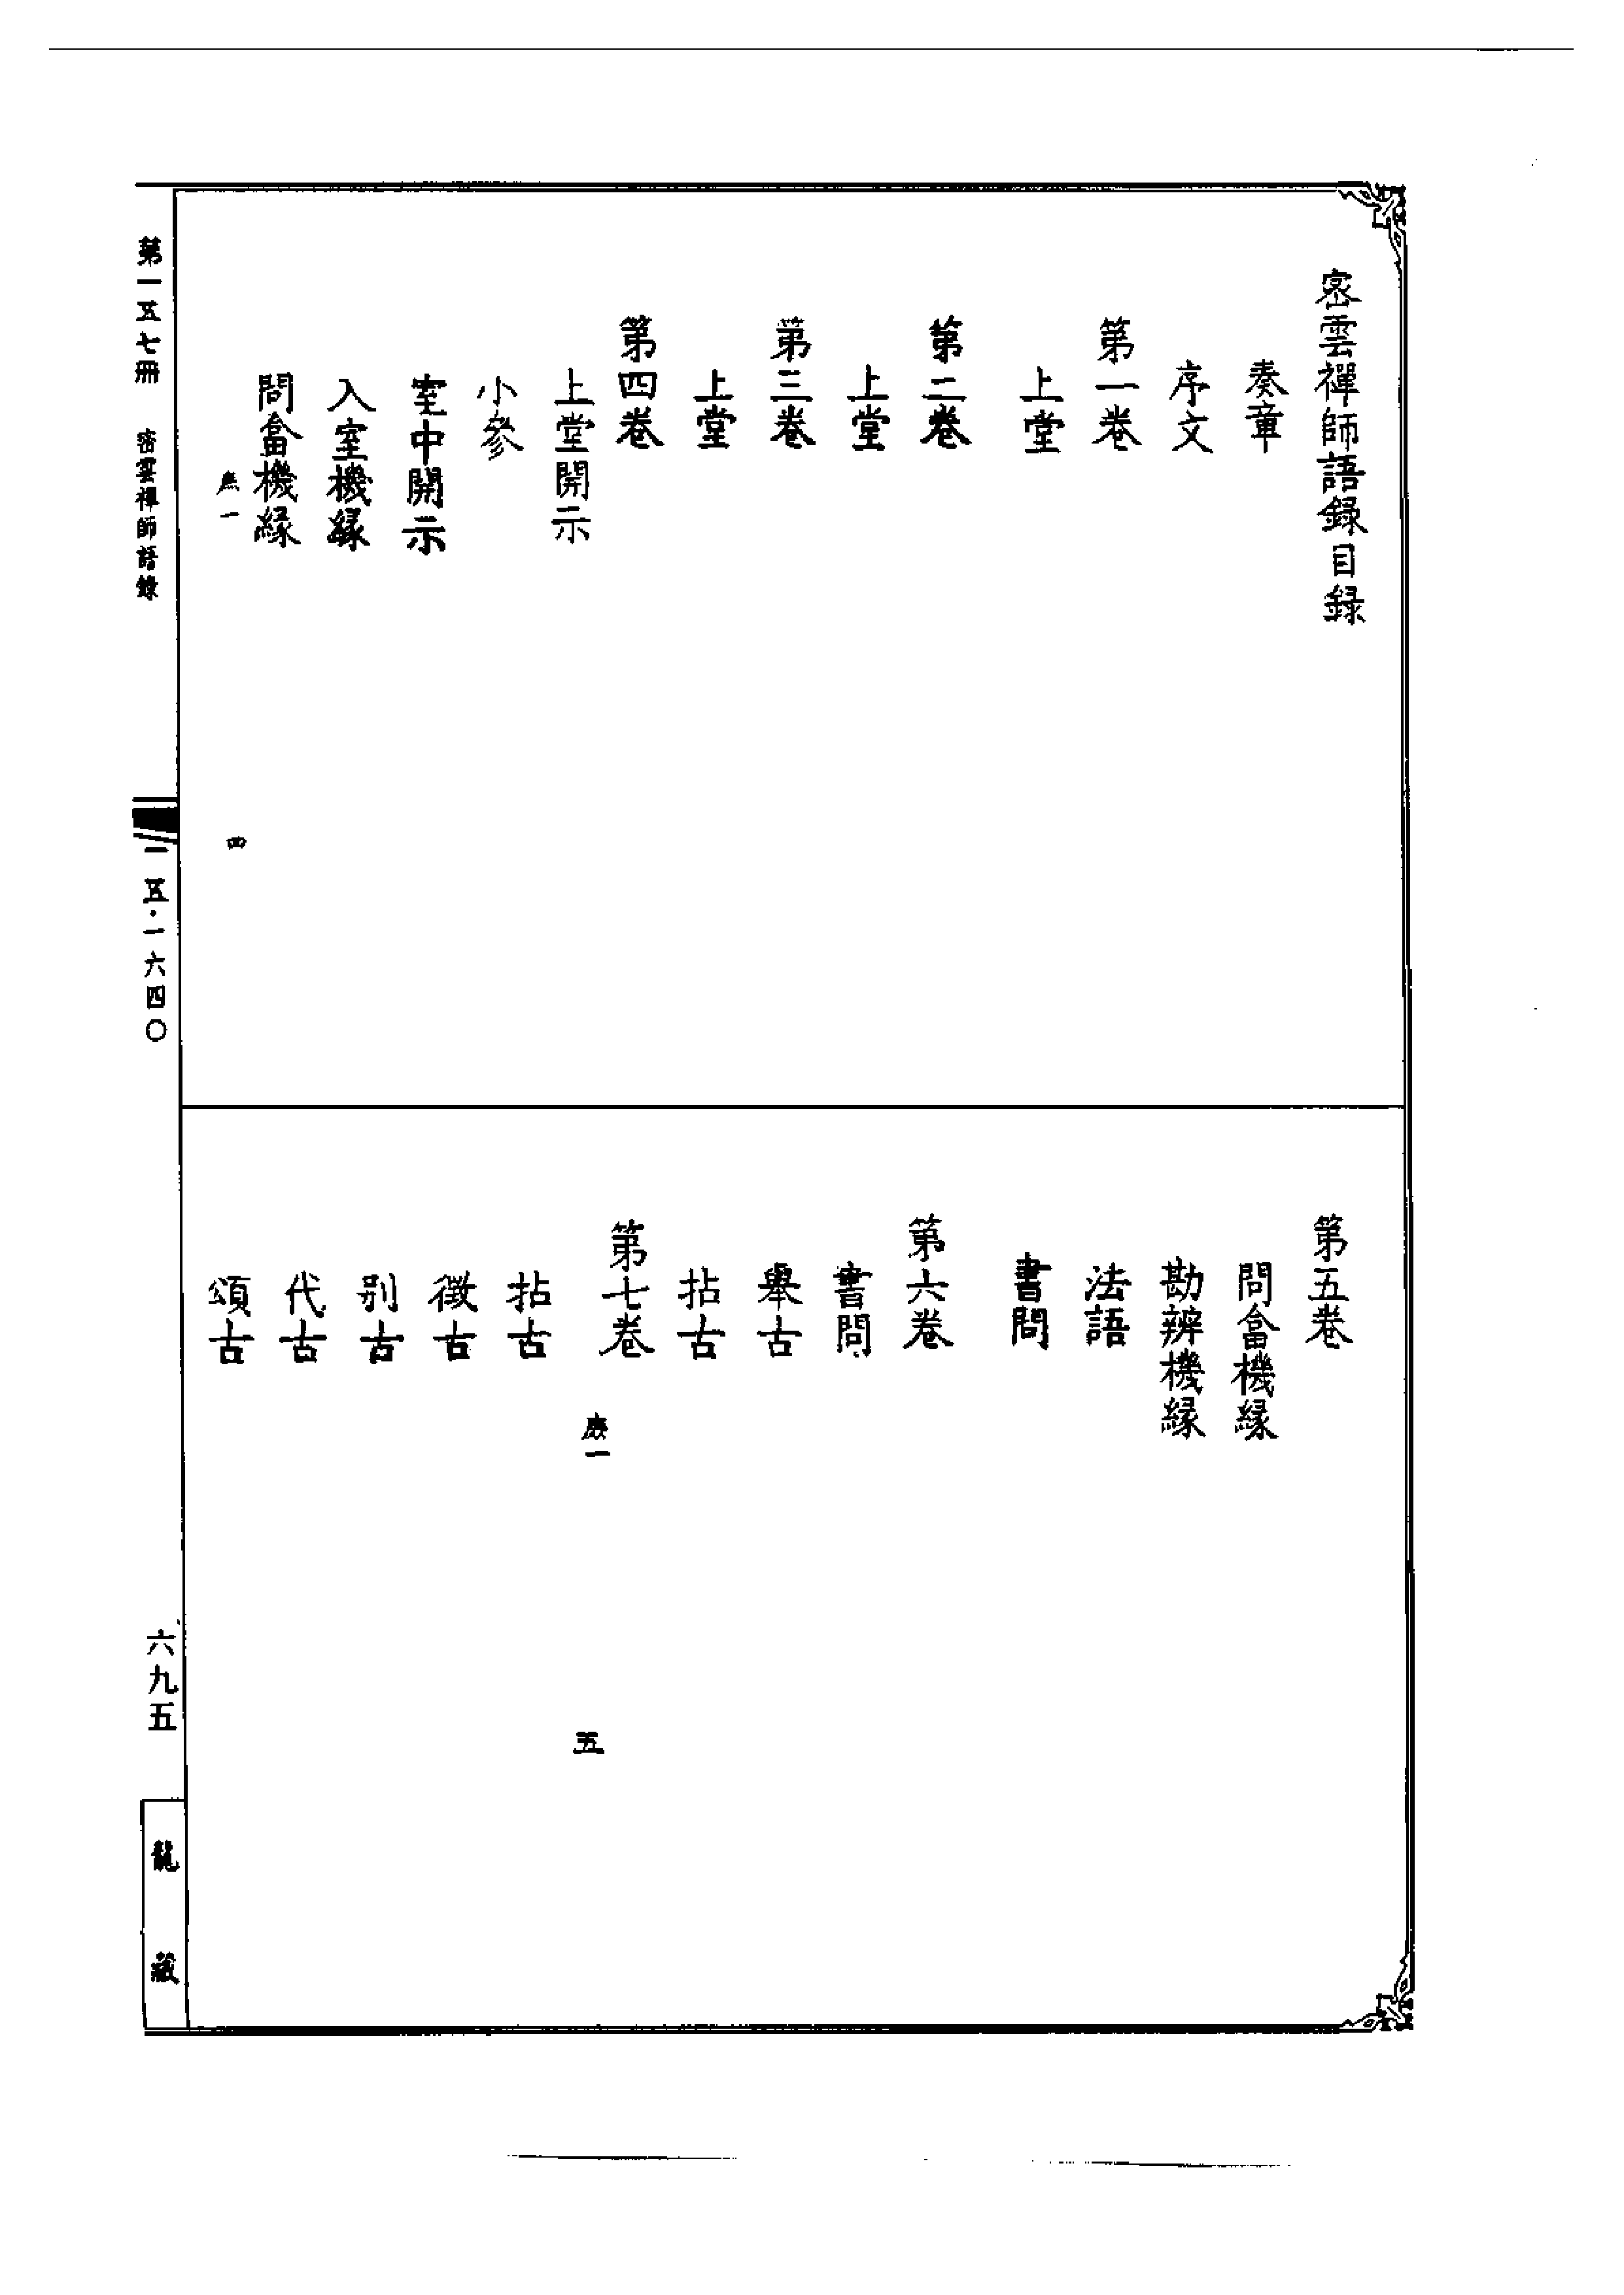 密雲禪師語錄目録
奏章
序文
第一卷
上堂
第二卷
上堂
第三卷
上堂
第四卷
上堂開示
小參
室中開示
入室機緣
問畣機緣
一
四
第五卷
問畣機緣
勘辨機緣
法語
書問
第六卷
書問
舉古
拈古
第七卷
一
五
拈古
徵古
别古
代古
頌古
第一五七冊 密雲禪師語錄
一五·一六四〇
六九五
龍藏